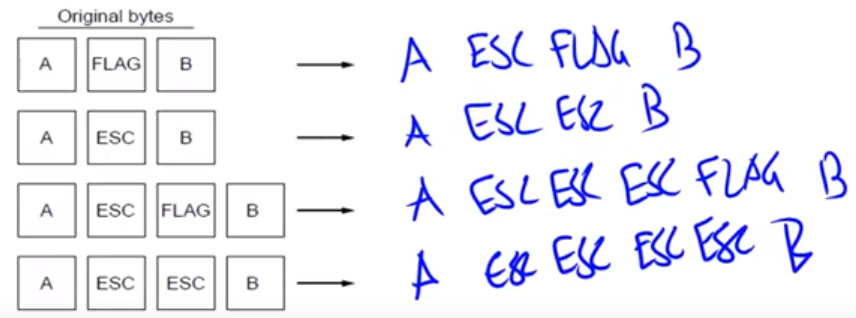 Original bytes
A FLAG B → A ESC FLAG B
A ESC B → A ESC ESC B
A ESC FLAG B → A ESC ESC ESC FLAG B
A ESC ESC B → A ESC ESC ESC ESC B